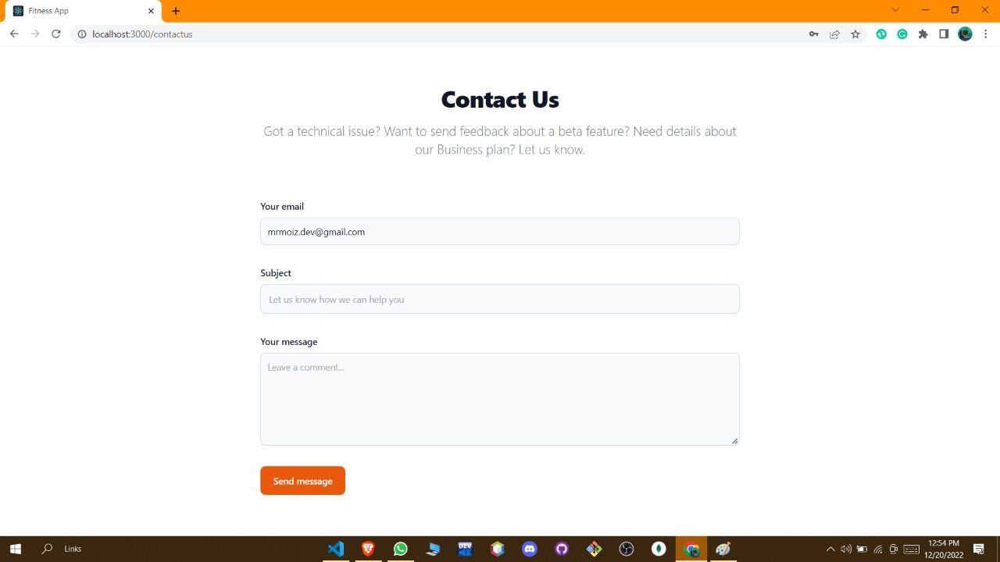 Fitness App
localhost:3000/contactus
Contact Us
Got a technical issue? Want to send feedback about a beta feature? Need details about
our Business plan? Let us know.
Your email
mrmoiz.dev@gmail.com
Subject
Let us know how we can help you
Your message
Leave a comment...
Send message
Links
DEV
12:54 PM
12/20/2022